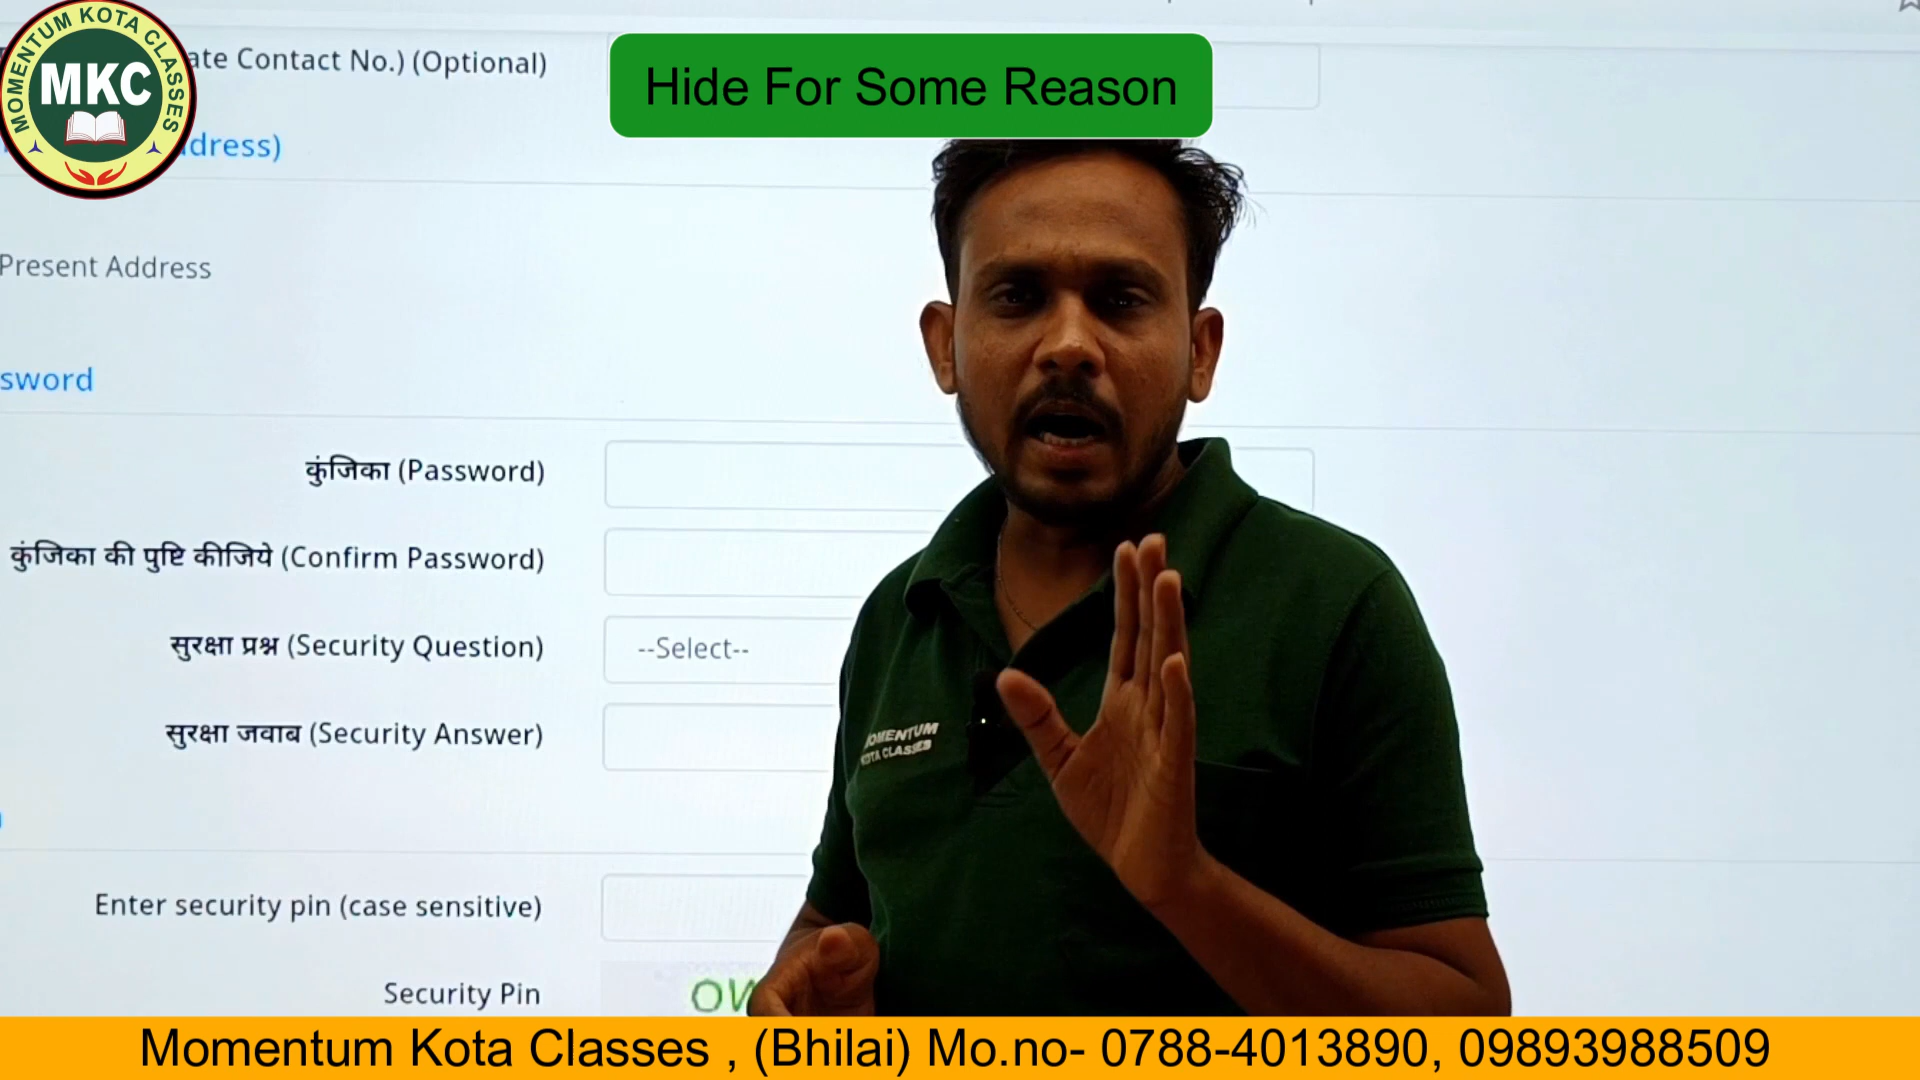 MOMENTUM KOTA CLASSES
MKC
ate Contact No.) (Optional)
Hide For Some Reason
dress)
Present Address
sword
कुंजिका (Password)
कुंजिका की पुष्टि कीजिये (Confirm Password)
सुरक्षा प्रश्न (Security Question)
--Select--
सुरक्षा जवाब (Security Answer)
MOMENTUM
KOTA CLASSES
Enter security pin (case sensitive)
Security Pin
OW
Momentum Kota Classes , (Bhilai) Mo.no- 0788-4013890, 09893988509